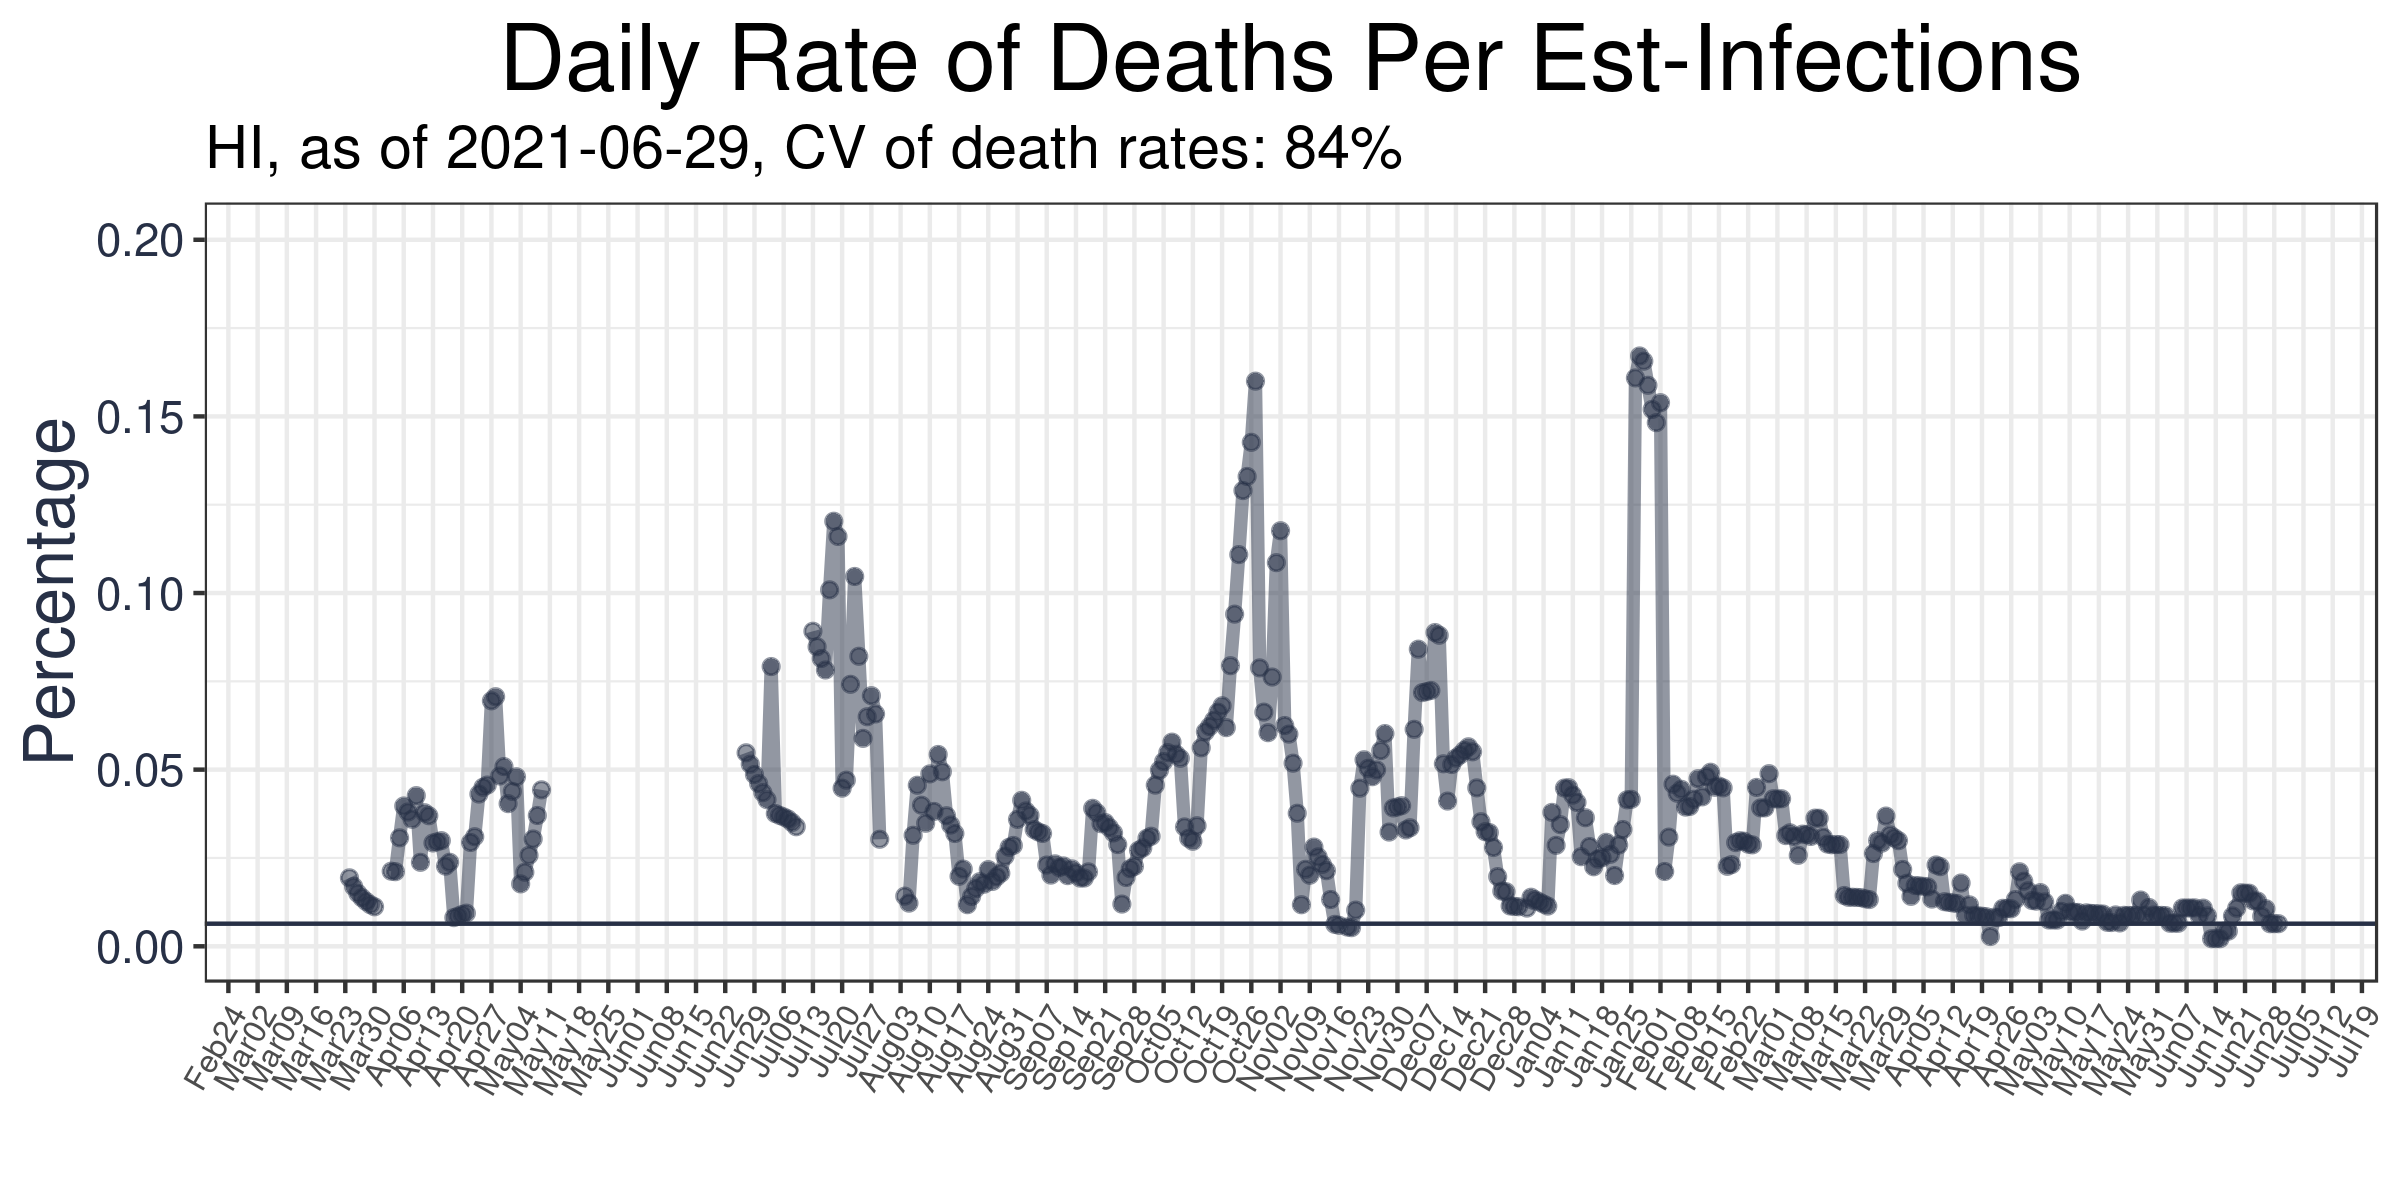 Daily Rate of Deaths Per Est-Infections
HI, as of 2021-06-29, CV of death rates: 84%
Percentage
0.20
0.15
0.10
0.05
0.00
Feb24
Mar02
Mar09
Mar16
Mar23
Mar30
Apr06
Apr13
Apr20
Apr27
May04
May11
May18
May25
Jun01
Jun08
Jun15
Jun22
Jun29
Jul06
Jul13
Jul20
Jul27
Aug03
Aug10
Aug17
Aug24
Aug31
Sep07
Sep14
Sep21
Sep28
Oct05
Oct12
Oct19
Oct26
Nov02
Nov09
Nov16
Nov23
Nov30
Dec07
Dec14
Dec21
Dec28
Jan04
Jan11
Jan18
Jan25
Feb01
Feb08
Feb15
Feb22
Mar01
Mar08
Mar15
Mar22
Mar29
Apr05
Apr12
Apr19
Apr26
May03
May10
May17
May24
May31
Jun07
Jun14
Jun21
Jun28
Jul05
Jul12
Jul19